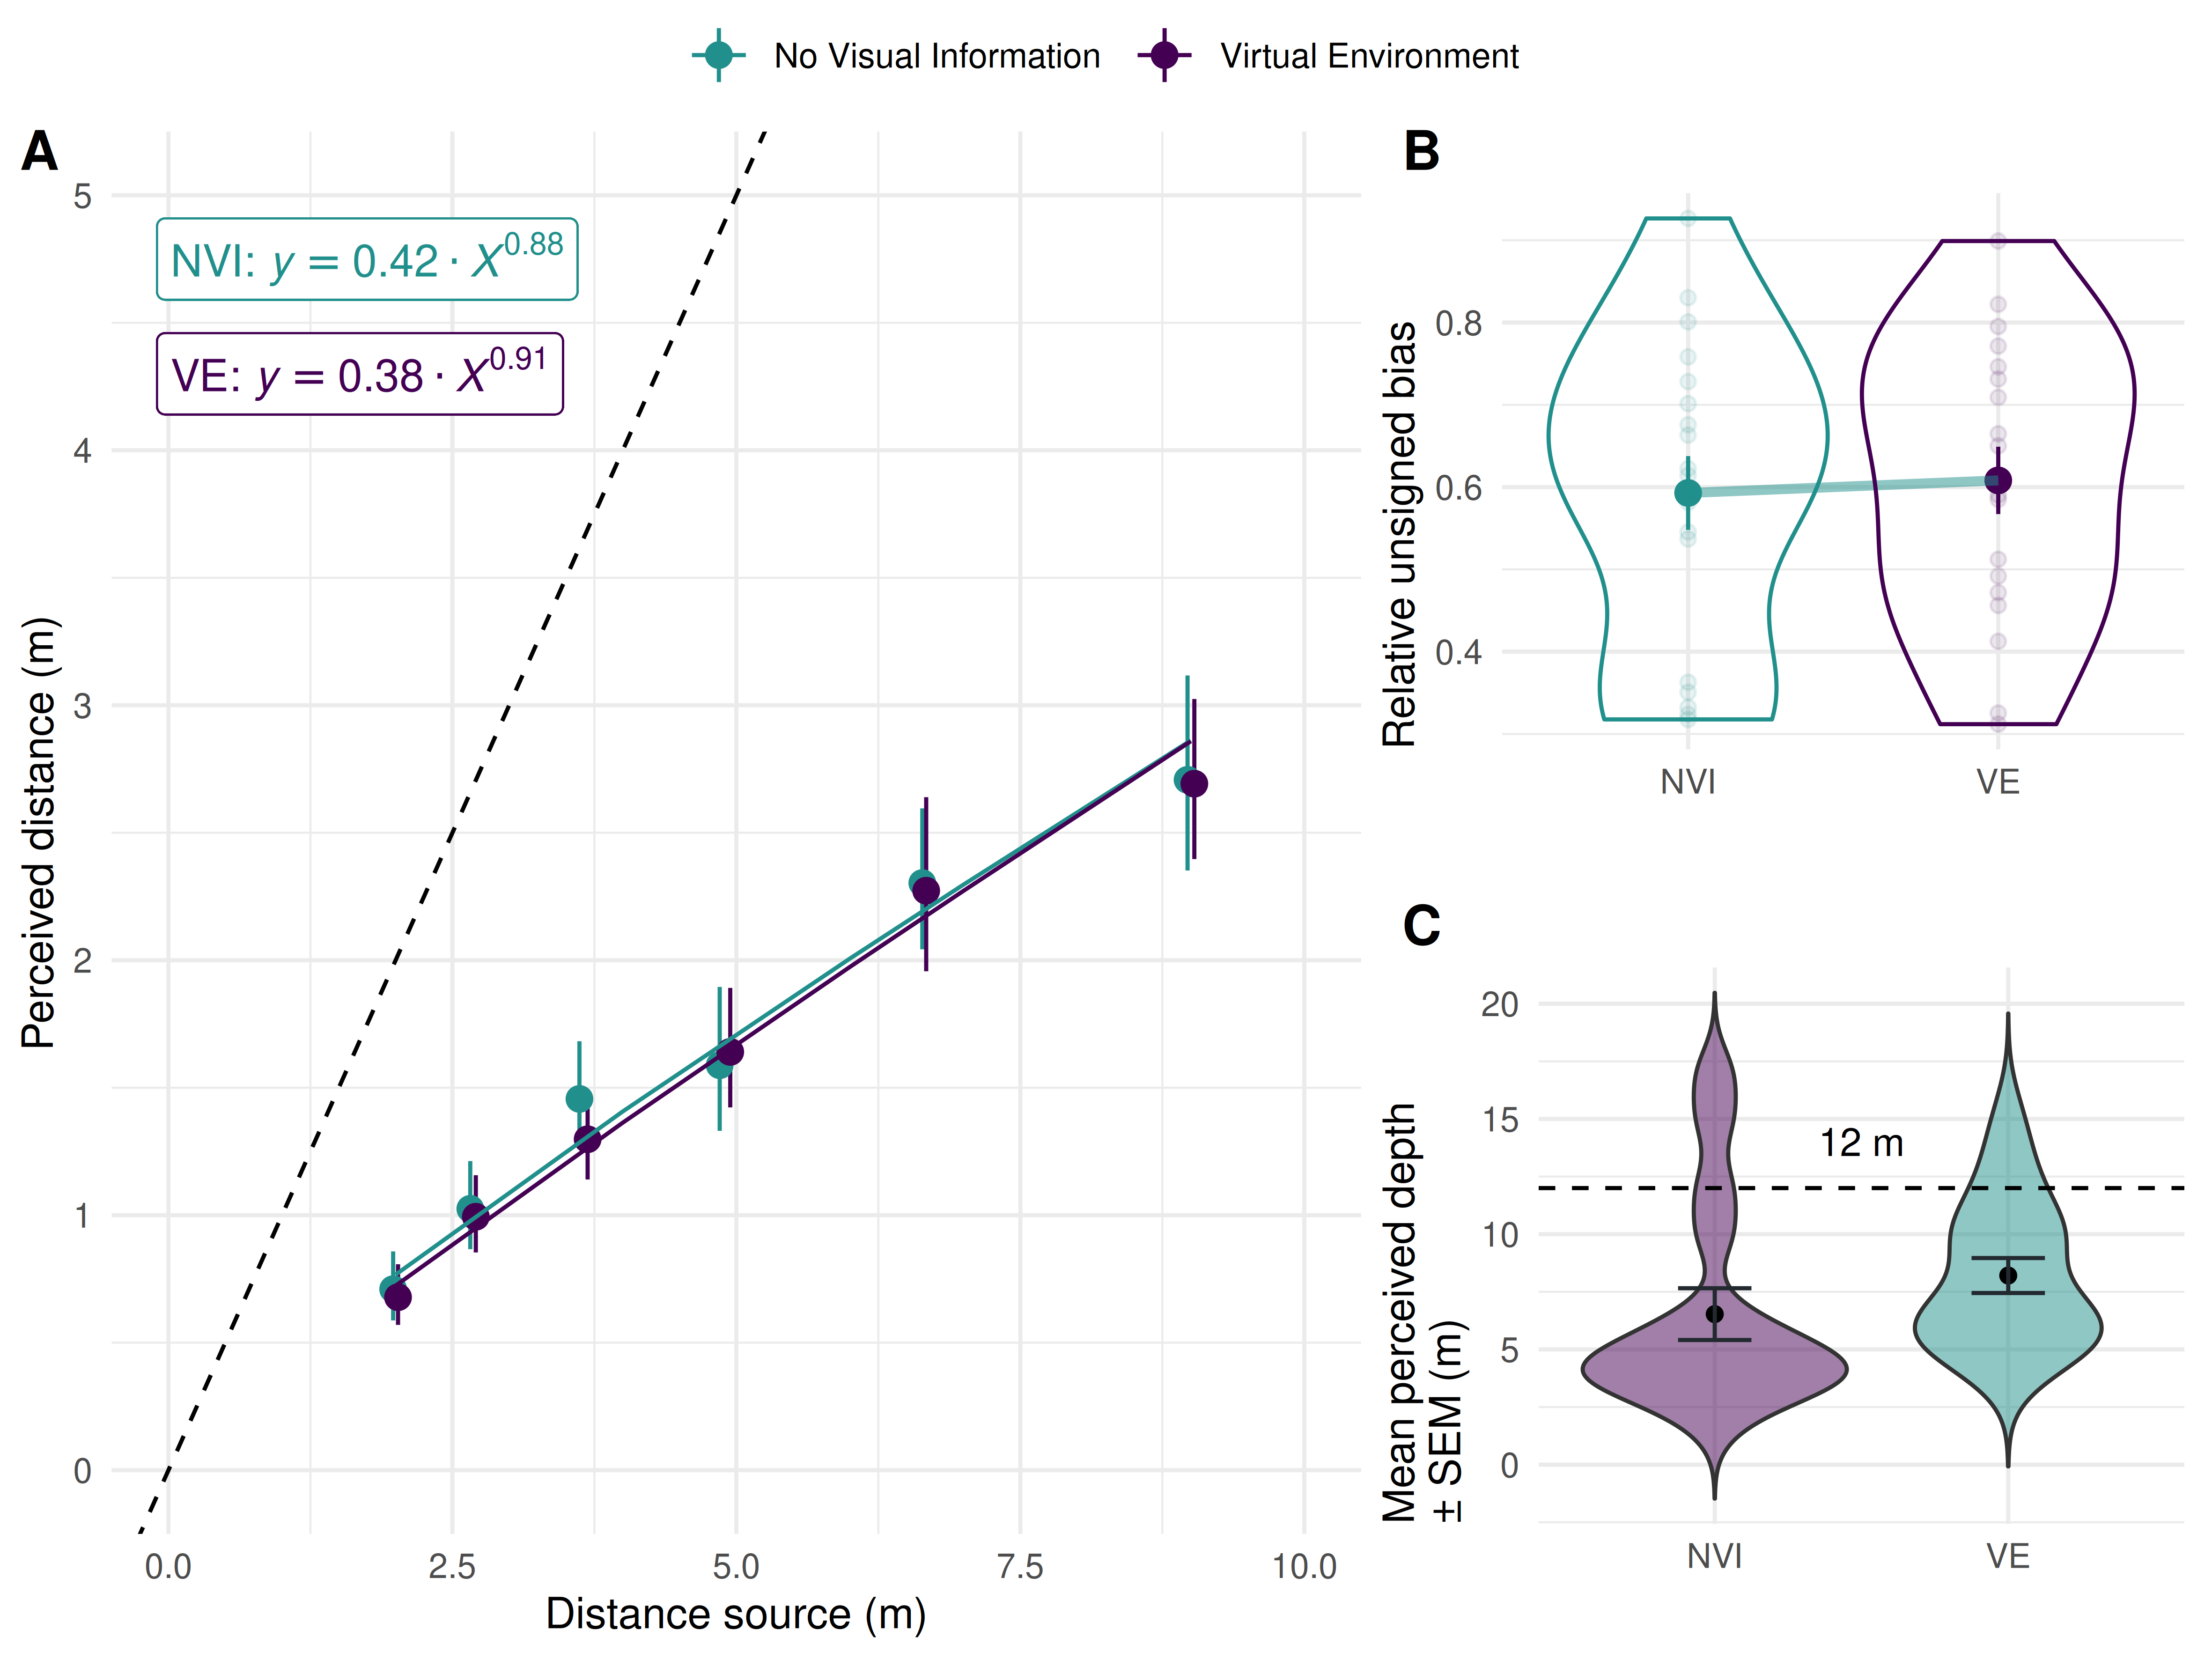 No Visual Information
Virtual Environment
A
Perceived distance (m)
5
4
3
2
1
0
NVI: y = 0.42 · X^0.88
VE: y = 0.38 · X^0.91
0.0 2.5 5.0 7.5 10.0
Distance source (m)
B
Relative unsigned bias
0.8
0.6
0.4
NVI VE
C
Mean perceived depth
± SEM (m)
20
15
10
5
0
12 m
NVI VE